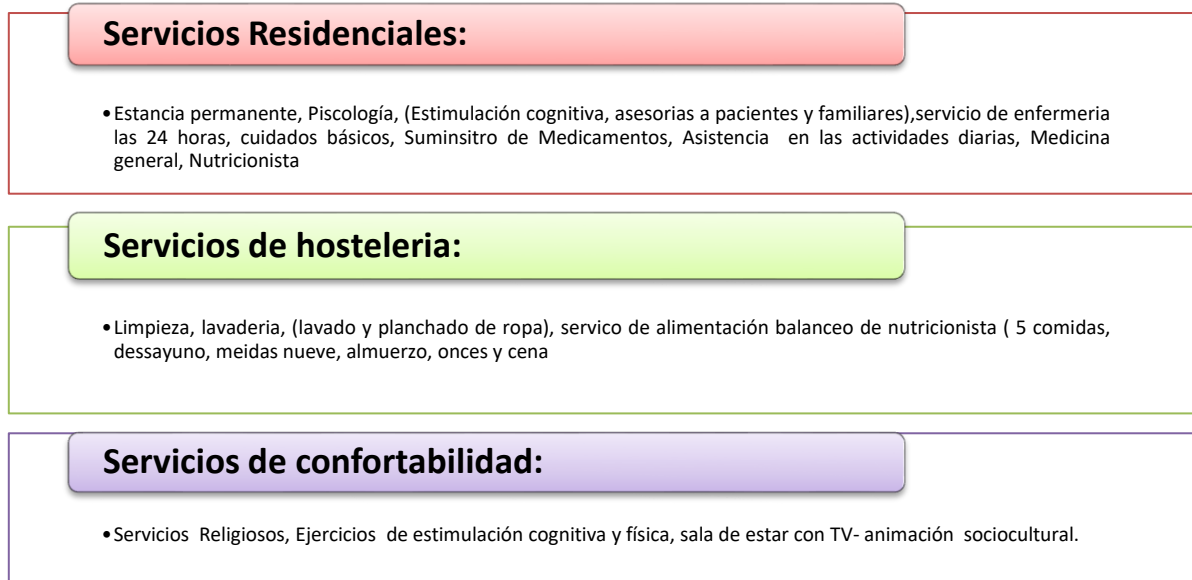 Servicios Residenciales:
•Estancia permanente, Piscología, (Estimulación cognitiva, asesorias a pacientes y familiares),servicio de enfermeria
las 24 horas, cuidados básicos, Suminsitro de Medicamentos, Asistencia en las actividades diarias, Medicina
general, Nutricionista
Servicios de hosteleria:
•Limpieza, lavaderia, (lavado y planchado de ropa), servico de alimentación balanceo de nutricionista ( 5 comidas,
dessayuno, meidas nueve, almuerzo, onces y cena
Servicios de confortabilidad:
•Servicios Religiosos, Ejercicios de estimulación cognitiva y física, sala de estar con TV- animación sociocultural.